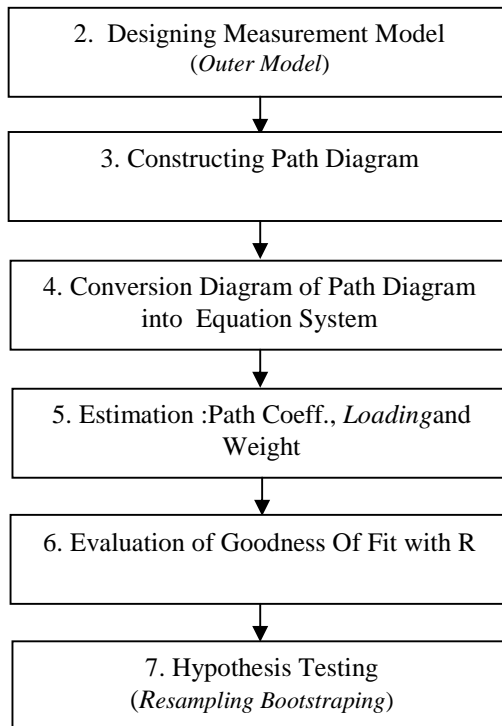 2. Designing Measurement Model
(Outer Model)
3. Constructing Path Diagram
4. Conversion Diagram of Path Diagram
into Equation System
5. Estimation :Path Coeff., Loadingand
Weight
6. Evaluation of Goodness Of Fit with R
7. Hypothesis Testing
(Resampling Bootstraping)